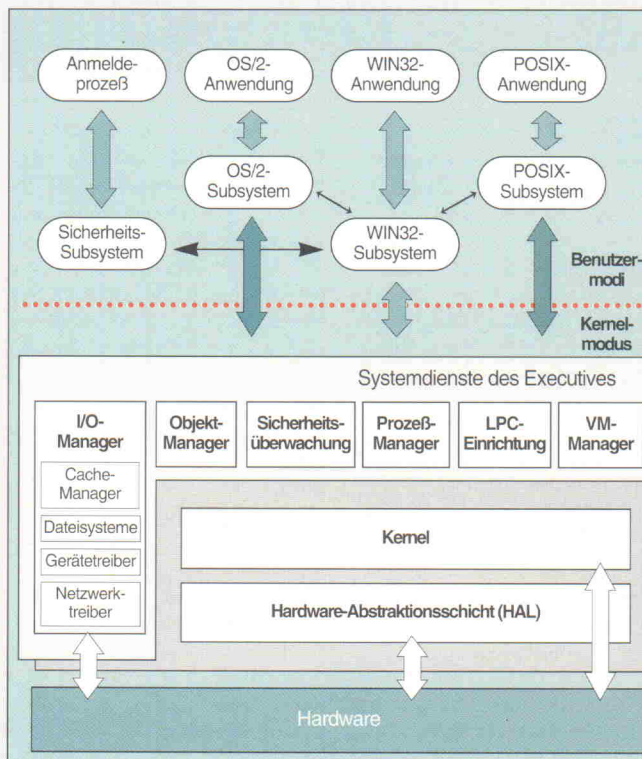 Anmelde-
prozeß
OS/2-
Anwendung
WIN32-
Anwendung
POSIX-
Anwendung
OS/2-
Subsystem
POSIX-
Subsystem
Sicherheits-
Subsystem
WIN32-
Subsystem
Benutzer-
modi
Kernel-
modus
Systemdienste des Executives
I/O-
Manager
Cache-
Manager
Dateisysteme
Gerätetreiber
Netzwerk-
treiber
Objekt-
Manager
Sicherheits-
überwachung
Prozeß-
Manager
LPC-
Einrichtung
VM-
Manager
Kernel
Hardware-Abstraktionsschicht (HAL)
Hardware